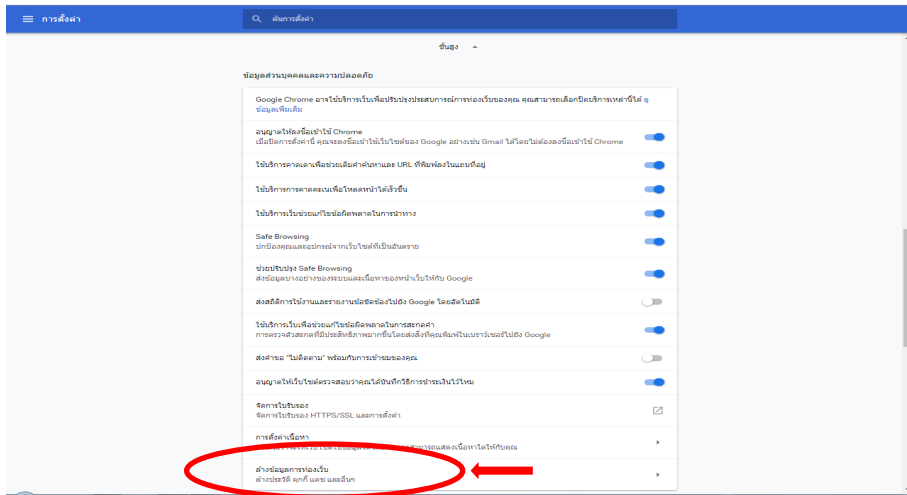 การตั้งค่า
ค้นการตั้งค่า
ขั้นสูง
ข้อมูลส่วนบุคคลและความปลอดภัย
Google Chrome อาจใช้บริการเว็บเพื่อปรับปรุงประสบการณ์การท่องเว็บของคุณ คุณสามารถเลือกปิดบริการเหล่านี้ได้ ดู
ข้อมูลเพิ่มเติม
อนุญาตให้ลงชื่อเข้าใช้ Chrome
เมื่อปิดการตั้งค่านี้ คุณจะลงชื่อเข้าใช้เว็บไซต์ของ Google อย่างเช่น Gmail ได้โดยไม่ต้องลงชื่อเข้าใช้ Chrome
ใช้บริการคาดเดาเพื่อช่วยเติมคำค้นหาและ URL ที่พิมพ์ลงในแถบที่อยู่
ใช้บริการการคาดคะเนเพื่อโหลดหน้าได้เร็วขึ้น
ใช้บริการเว็บช่วยแก้ไขข้อผิดพลาดในการนำทาง
Safe Browsing
ปกป้องคุณและอุปกรณ์จากเว็บไซต์ที่เป็นอันตราย
ช่วยปรับปรุง Safe Browsing
ส่งข้อมูลบางอย่างของระบบและเนื้อหาของหน้าเว็บให้กับ Google
ส่งสถิติการใช้งานและรายงานข้อขัดข้องไปยัง Google โดยอัตโนมัติ
ใช้บริการเว็บเพื่อช่วยแก้ไขข้อผิดพลาดในการสะกดคำ
การตรวจตัวสะกดที่มีประสิทธิภาพมากขึ้นโดยส่งสิ่งที่คุณพิมพ์ในเบราว์เซอร์ไปยัง Google
ส่งคำขอ "ไม่ติดตาม" พร้อมกับการเข้าชมของคุณ
อนุญาตให้เว็บไซต์ตรวจสอบว่าคุณได้บันทึกวิธีการชำระเงินไว้ไหม
จัดการใบรับรอง
จัดการใบรับรอง HTTPS/SSL และการตั้งค่า
การตั้งค่าเนื้อหา
สามารถแสดงเนื้อหาใดให้กับคุณ
ล้างข้อมูลการท่องเว็บ
ล้างประวัติ คุกกี้ แคช และอื่นๆ